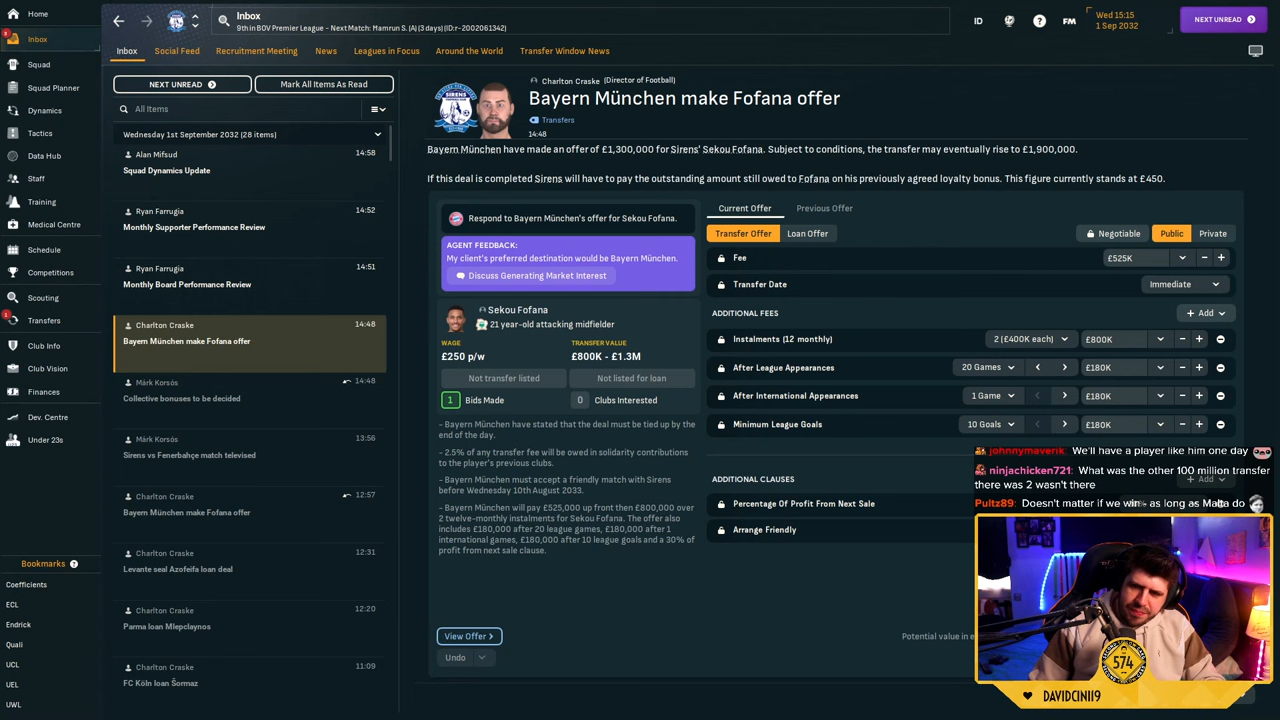 Home
3
Inbox
Squad
Squad Planner
Dynamics
Tactics
Data Hub
Staff
Training
Medical Centre
Schedule
Competitions
Scouting
1
Transfers
Club Info
Club Vision
Finances
Dev. Centre
Under 23s
Bookmarks ?
Coefficients
ECL
Endrick
Quali
UCL
UEL
UWL
Inbox
9th in BOV Premier League - Next Match: Hamrun S. (A) (3 days) (ID:r-2002061342)
ID
?
FM
Wed 15:15
1 Sep 2032
NEXT UNREAD
Inbox
Social Feed
Recruitment Meeting
News
Leagues in Focus
Around the World
Transfer Window News
NEXT UNREAD
Mark All Items As Read
All Items
Wednesday 1st September 2032 (28 items)
Alan Mifsud
14:58
Squad Dynamics Update
Ryan Farrugia
14:52
Monthly Supporter Performance Review
Ryan Farrugia
14:51
Monthly Board Performance Review
Charlton Craske
14:48
Bayern München make Fofana offer
Márk Korsós
14:48
Collective bonuses to be decided
Márk Korsós
13:56
Sirens vs Fenerbahçe match televised
Charlton Craske
12:57
Bayern München make Fofana offer
Charlton Craske
12:31
Levante seal Azofeifa loan deal
Charlton Craske
12:20
Parma loan Mlepclaynos
Charlton Craske
11:09
FC Köln loan Šormaz
SIRENS
Charlton Craske (Director of Football)
Bayern München make Fofana offer
Transfers
14:48
Bayern München have made an offer of £1,300,000 for Sirens' Sekou Fofana. Subject to conditions, the transfer may eventually rise to £1,900,000.
If this deal is completed Sirens will have to pay the outstanding amount still owed to Fofana on his previously agreed loyalty bonus. This figure currently stands at £450.
Respond to Bayern München's offer for Sekou Fofana.
AGENT FEEDBACK:
My client's preferred destination would be Bayern München.
Discuss Generating Market Interest
Sekou Fofana
21 year-old attacking midfielder
WAGE
£250 p/w
TRANSFER VALUE
£800K - £1.3M
Not transfer listed
Not listed for loan
1 Bids Made
0 Clubs Interested
- Bayern München have stated that the deal must be tied up by the
end of the day.
- 2.5% of any transfer fee will be owed in solidarity contributions
to the player's previous clubs.
- Bayern München must accept a friendly match with Sirens
before Wednesday 10th August 2033.
- Bayern München will pay £525,000 up front then £800,000 over
2 twelve-monthly instalments for Sekou Fofana. The offer also
includes £180,000 after 20 league games, £180,000 after 1
international games, £180,000 after 10 league goals and a 30% of
profit from next sale clause.
View Offer
Undo
Current Offer
Previous Offer
Transfer Offer
Loan Offer
Negotiable
Public
Private
Fee
£525K
Transfer Date
Immediate
ADDITIONAL FEES
Add
Instalments (12 monthly)
2 (£400K each)
£800K
After League Appearances
20 Games
£180K
After International Appearances
1 Game
£180K
Minimum League Goals
10 Goals
£180K
ADDITIONAL CLAUSES
Add
Percentage Of Profit From Next Sale
Arrange Friendly
Potential value in e
johnnymaverik: We'll have a player like him one day
ninjachicken721: What was the other 100 million transfer
there was 2 wasn't there
Pultz89: Doesn't matter if we win as long as Malta do
574
DAVIDCINI19